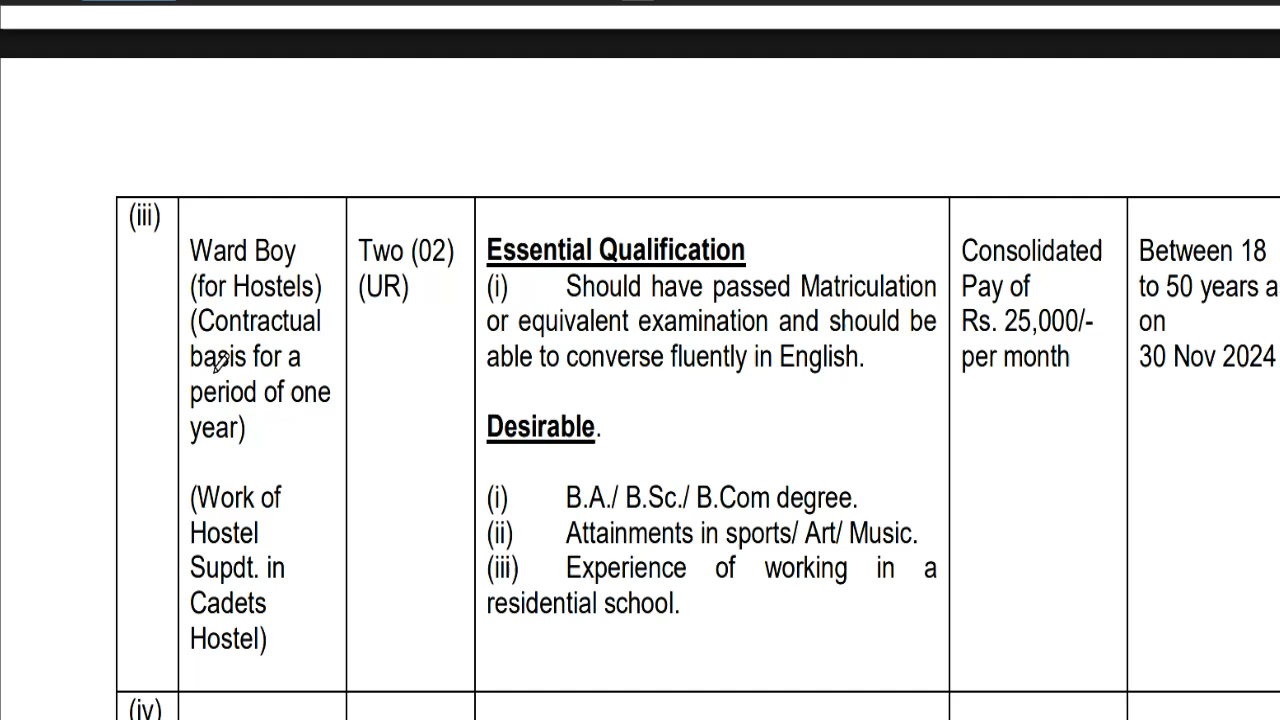 (iii)
Ward Boy
(for Hostels)
(Contractual
basis for a
period of one
year)
(Work of
Hostel
Supdt. in
Cadets
Hostel)
Two (02)
(UR)
Essential Qualification
(i) Should have passed Matriculation
or equivalent examination and should be
able to converse fluently in English.
Desirable.
(i) B.A./ B.Sc./ B.Com degree.
(ii) Attainments in sports/ Art/ Music.
(iii) Experience of working in a
residential school.
Consolidated
Pay of
Rs. 25,000/-
per month
Between 18
to 50 years a
on
30 Nov 2024
(iv)